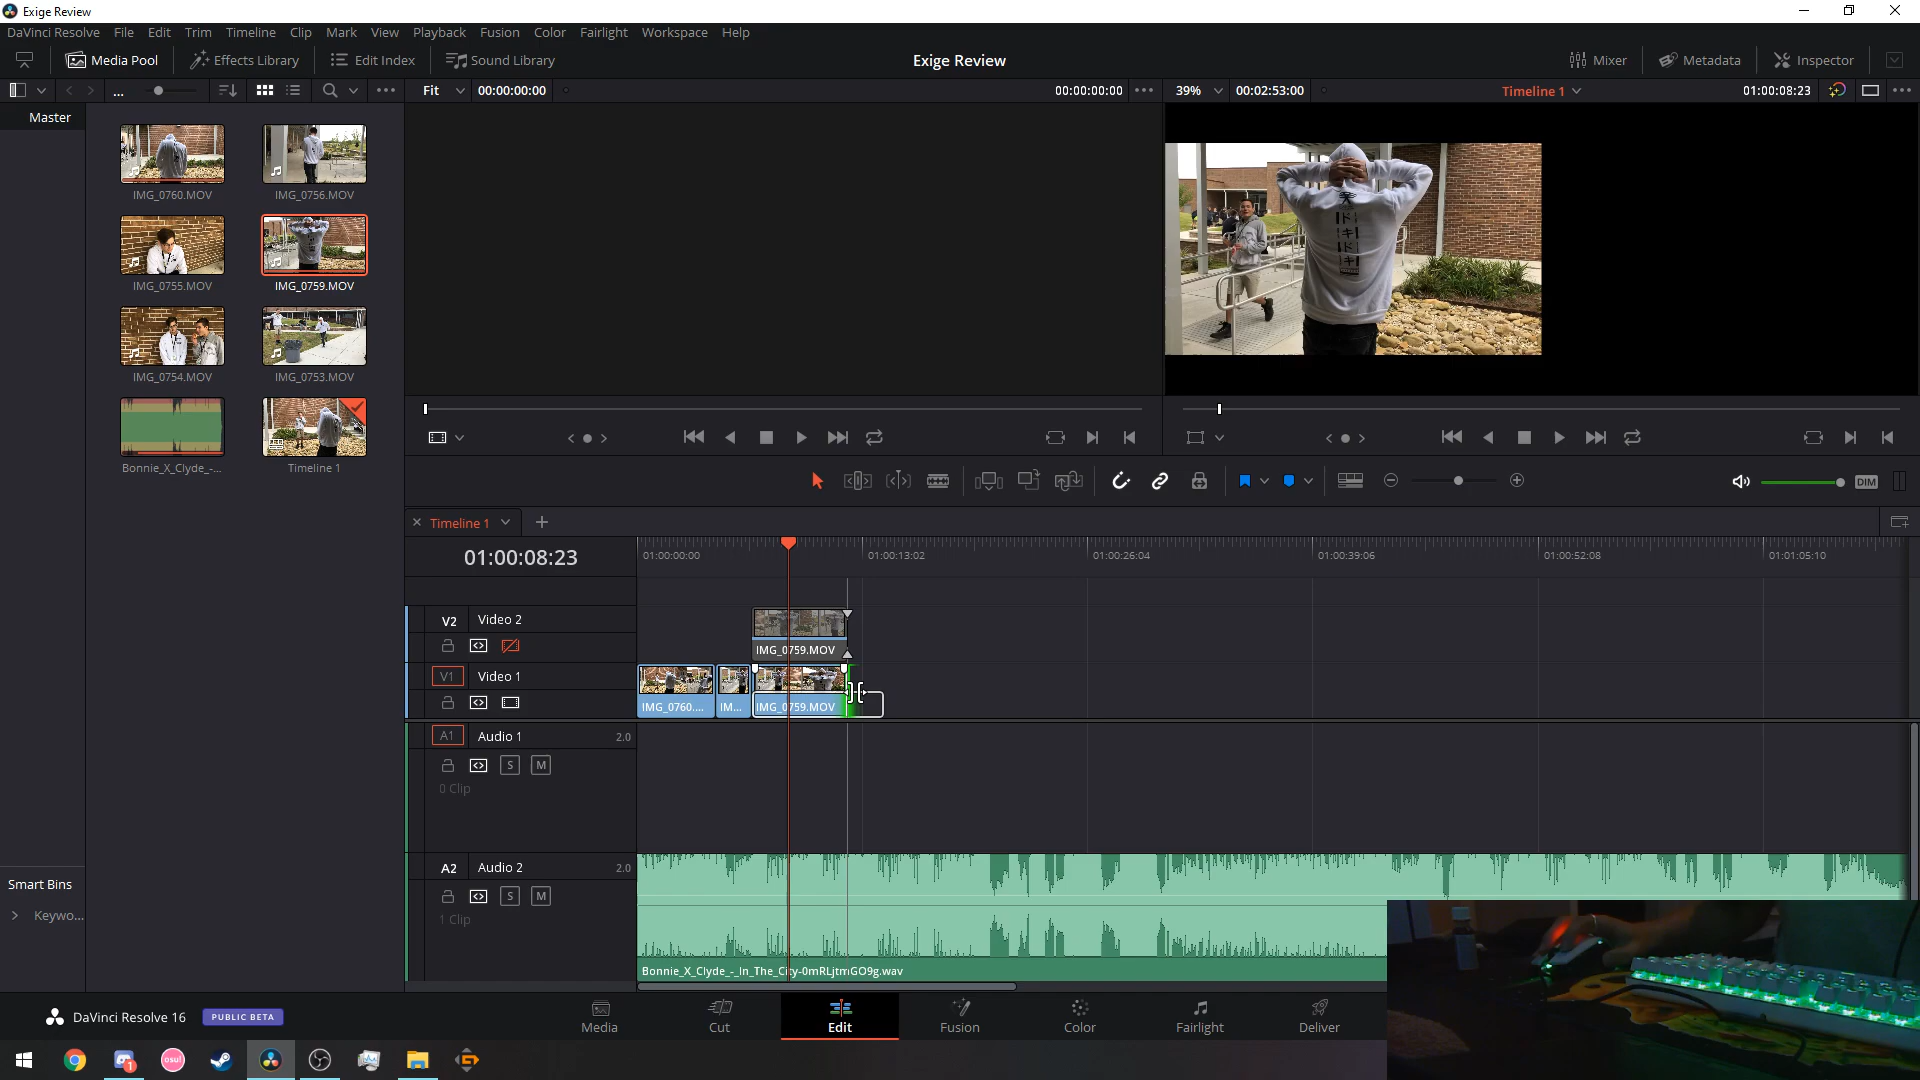 Exige Review
DaVinci Resolve File Edit Trim Timeline Clip Mark View Playback Fusion Color Fairlight Workspace Help
Media Pool Effects Library Edit Index Sound Library Exige Review Mixer Metadata Inspector
... Fit 00:00:00:00 00:00:00:00 39% 00:02:53:00 Timeline 1 01:00:08:23
Master
IMG_0760.MOV IMG_0756.MOV
IMG_0755.MOV IMG_0759.MOV
IMG_0754.MOV IMG_0753.MOV
Bonnie_X_Clyde_-... Timeline 1
ドキドキ
DIM
Timeline 1
01:00:08:23 01:00:00:00 01:00:13:02 01:00:26:04 01:00:39:06 01:00:52:08 01:01:05:10
V2 Video 2
IMG_0759.MOV
V1 Video 1
IMG_0760.... IM... IMG_0759.MOV
A1 Audio 1 2.0
S M
0 Clip
A2 Audio 2 2.0
S M
1 Clip
Bonnie_X_Clyde_-_In_The_City-0mRLjtmGO9g.wav
Smart Bins
Keywo...
DaVinci Resolve 16 PUBLIC BETA
Media Cut Edit Fusion Color Fairlight Deliver
1
osu!